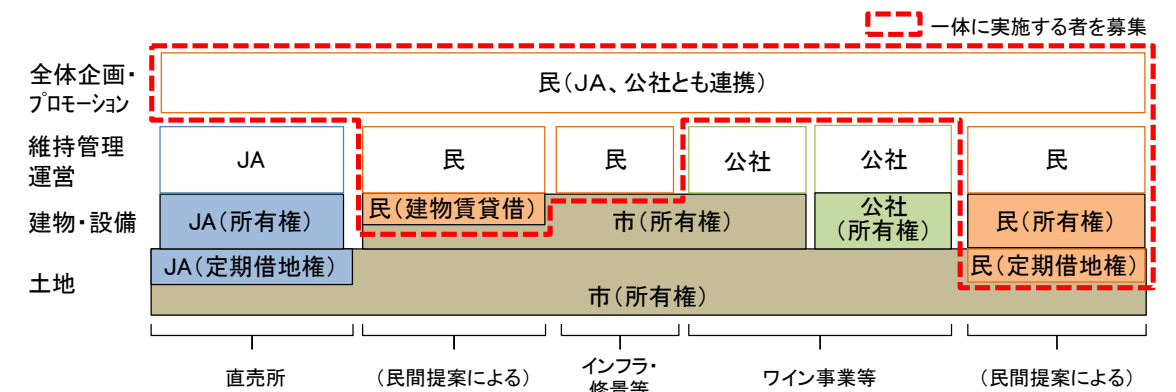 一体に実施する者を募集
全体企画・
プロモーション
民(JA、公社とも連携)
維持管理
運営
JA
民
民
公社
公社
民
建物・設備
JA(所有権)
民(建物賃貸借)
市(所有権)
公社
(所有権)
民(所有権)
土地
JA(定期借地権)
民(定期借地権)
市(所有権)
直売所
(民間提案による)
インフラ・
修景等
ワイン事業等
(民間提案による)